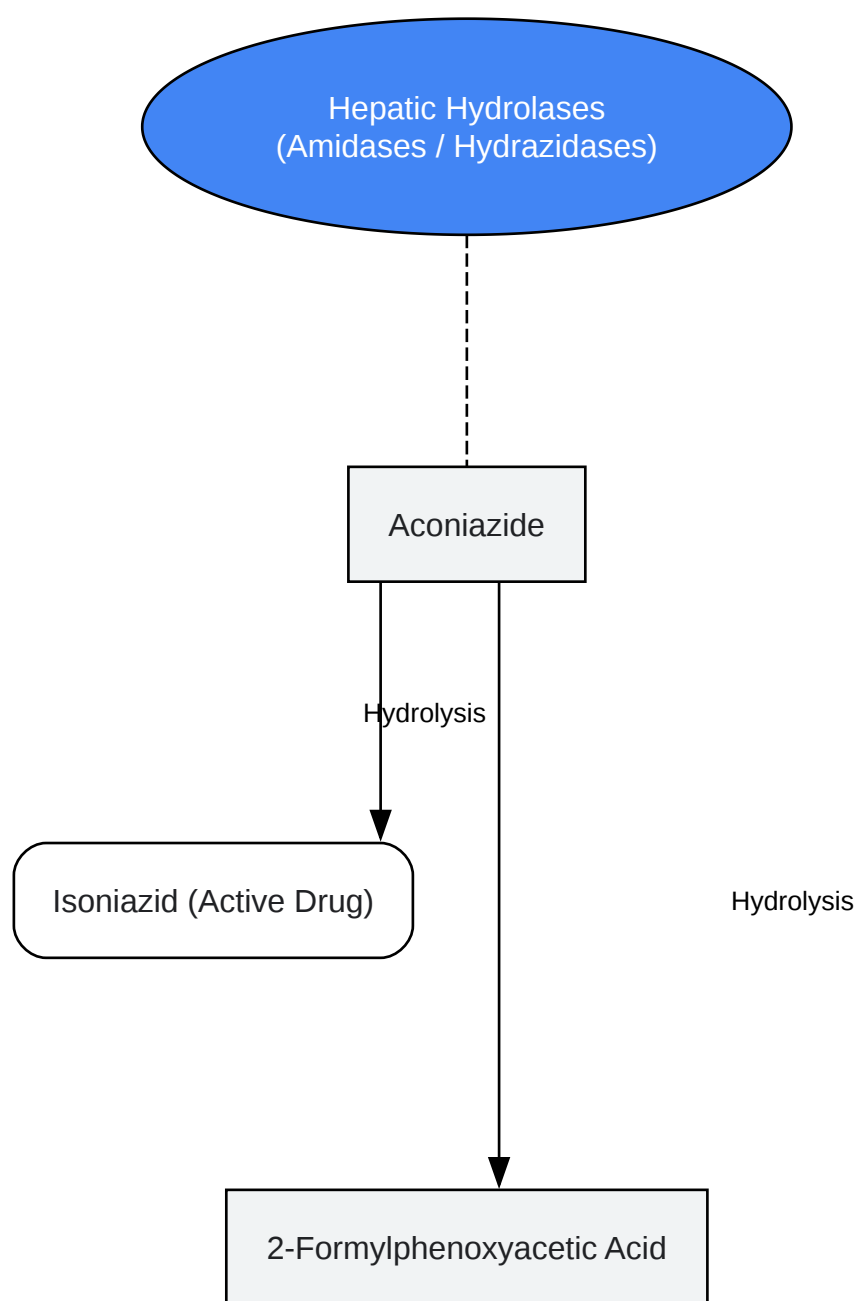 Hepatic Hydrolases
(Amidases / Hydrazidases)
Aconiazide
Hydrolysis
Isoniazid (Active Drug)
Hydrolysis
2-Formylphenoxyacetic Acid